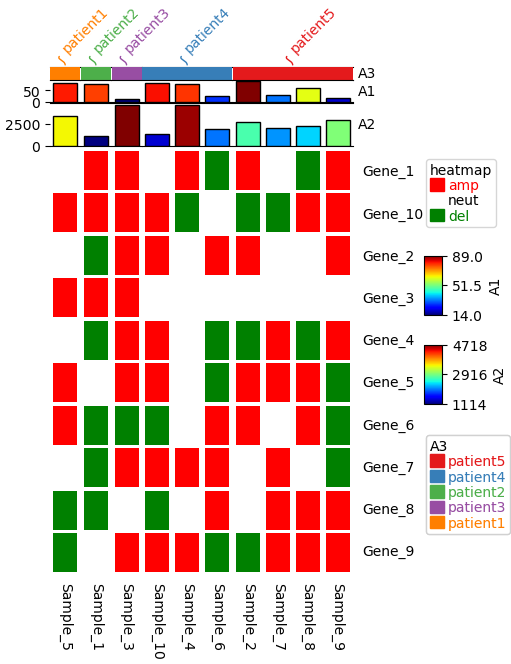 ʃ patient1
ʃ patient2
ʃ patient3
ʃ patient4
ʃ patient5
A3
50
0
A1
2500
0
A2
Gene_1
Gene_10
Gene_2
Gene_3
Gene_4
Gene_5
Gene_6
Gene_7
Gene_8
Gene_9
Sample_5
Sample_1
Sample_3
Sample_10
Sample_4
Sample_6
Sample_2
Sample_7
Sample_8
Sample_9
heatmap
amp
neut
del
89.0
51.5
14.0
A1
4718
2916
1114
A2
A3
patient5
patient4
patient2
patient3
patient1